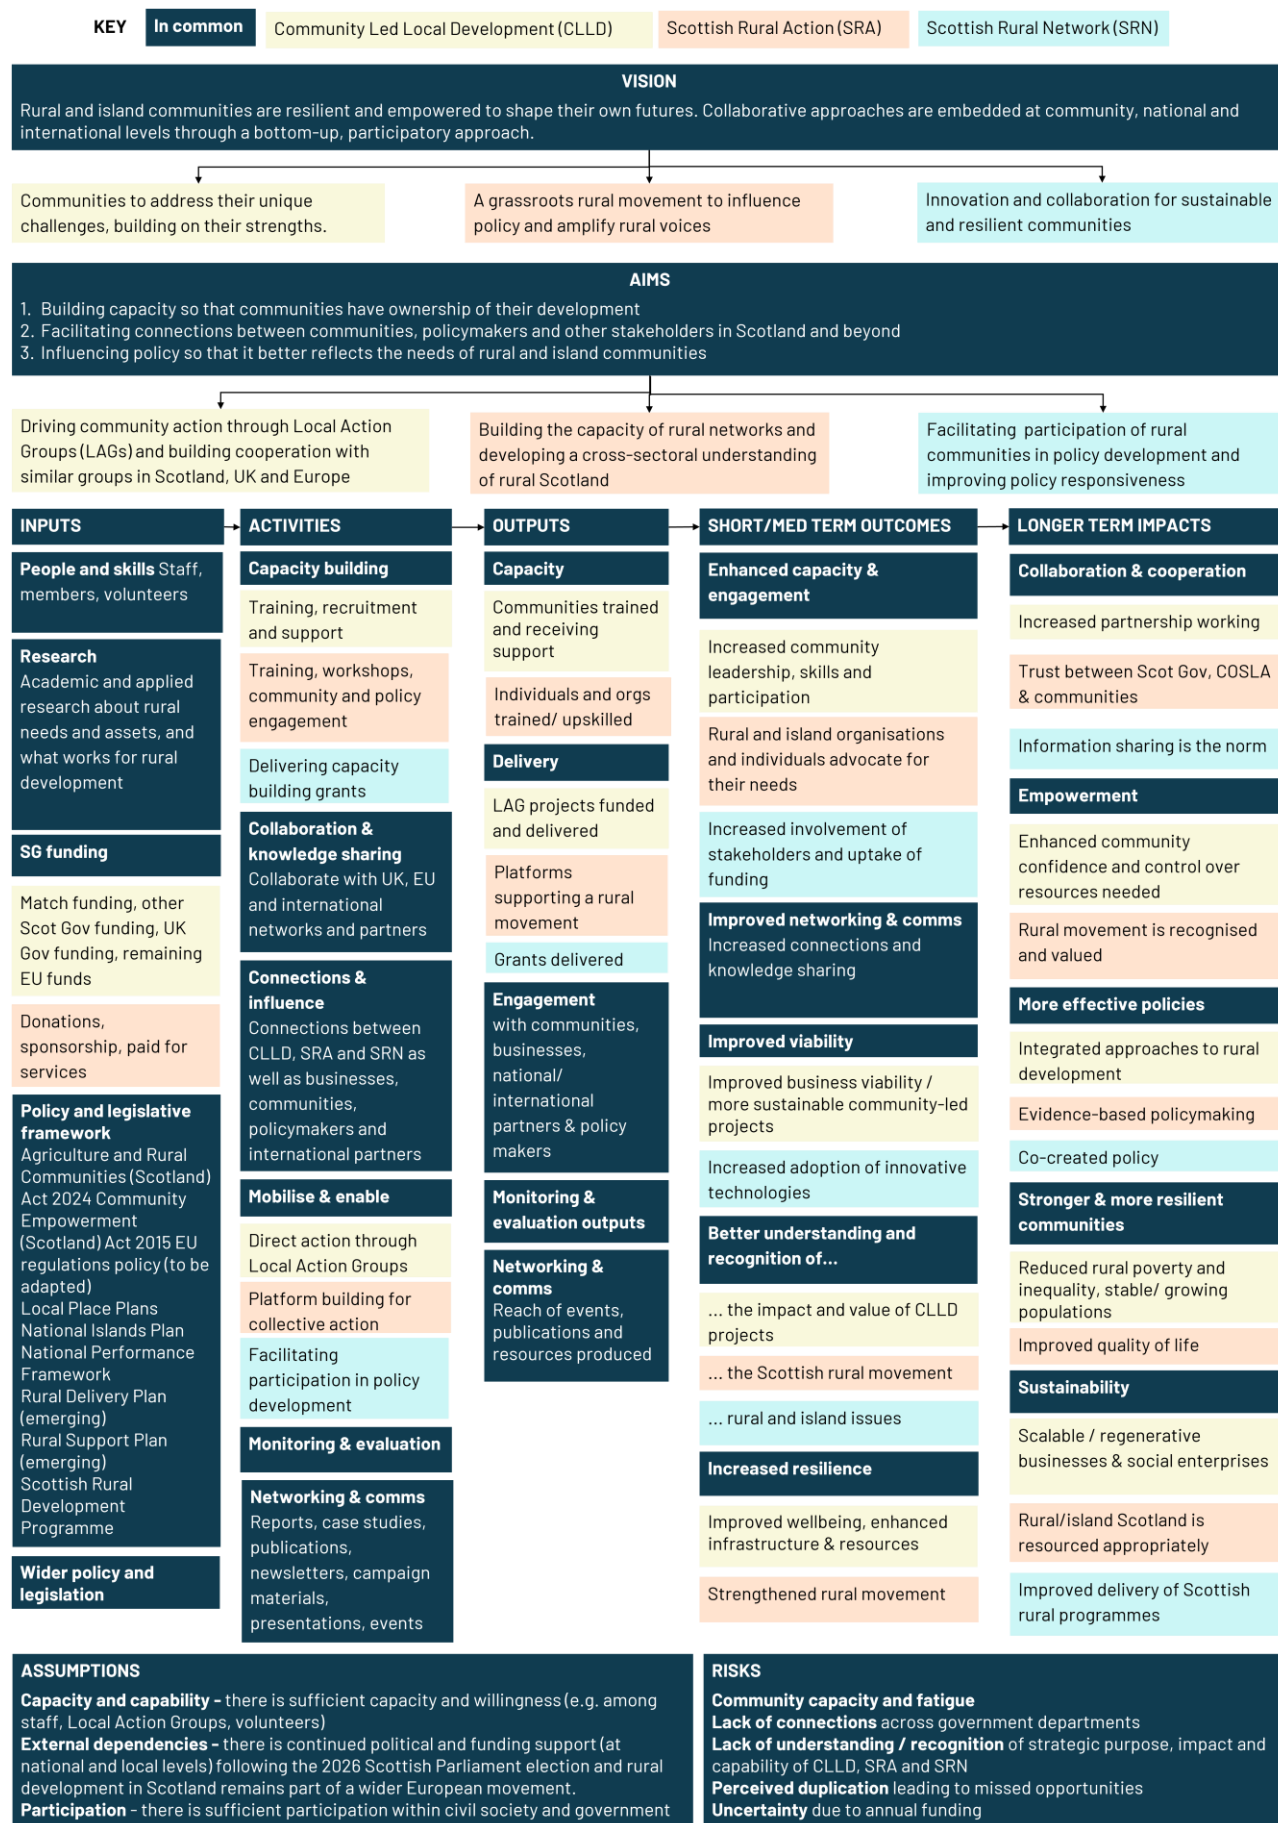 KEY
In common
Community Led Local Development (CLLD)
Scottish Rural Action (SRA)
Scottish Rural Network (SRN)
VISION
Rural and island communities are resilient and empowered to shape their own futures. Collaborative approaches are embedded at community, national and
international levels through a bottom-up, participatory approach.
Communities to address their unique
challenges, building on their strengths.
A grassroots rural movement to influence
policy and amplify rural voices
Innovation and collaboration for sustainable
and resilient communities
AIMS
1. Building capacity so that communities have ownership of their development
2. Facilitating connections between communities, policymakers and other stakeholders in Scotland and beyond
3. Influencing policy so that it better reflects the needs of rural and island communities
Driving community action through Local Action
Groups (LAGs) and building cooperation with
similar groups in Scotland, UK and Europe
Building the capacity of rural networks and
developing a cross-sectoral understanding
of rural Scotland
Facilitating participation of rural
communities in policy development and
improving policy responsiveness
INPUTS
People and skills Staff,
members, volunteers
Research
Academic and applied
research about rural
needs and assets, and
what works for rural
development
SG funding
Match funding, other
Scot Gov funding, UK
Gov funding, remaining
EU funds
Donations,
sponsorship, paid for
services
Policy and legislative
framework
Agriculture and Rural
Communities (Scotland)
Act 2024 Community
Empowerment
(Scotland) Act 2015 EU
regulations policy (to be
adapted)
Local Place Plans
National Islands Plan
National Performance
Framework
Rural Delivery Plan
(emerging)
Rural Support Plan
(emerging)
Scottish Rural
Development
Programme
Wider policy and
legislation
ACTIVITIES
Capacity building
Training, recruitment
and support
Training, workshops,
community and policy
engagement
Delivering capacity
building grants
Collaboration &
knowledge sharing
Collaborate with UK, EU
and international
networks and partners
Connections &
influence
Connections between
CLLD, SRA and SRN as
well as businesses,
communities,
policymakers and
international partners
Mobilise & enable
Direct action through
Local Action Groups
Platform building for
collective action
Facilitating
participation in policy
development
Monitoring & evaluation
Networking & comms
Reports, case studies,
publications,
newsletters, campaign
materials,
presentations, events
OUTPUTS
Capacity
Communities trained
and receiving
support
Individuals and orgs
trained/ upskilled
Delivery
LAG projects funded
and delivered
Platforms
supporting a rural
movement
Grants delivered
Engagement
with communities,
businesses,
national/
international
partners & policy
makers
Monitoring &
evaluation outputs
Networking &
comms
Reach of events,
publications and
resources produced
SHORT/MED TERM OUTCOMES
Enhanced capacity &
engagement
Increased community
leadership, skills and
participation
Rural and island organisations
and individuals advocate for
their needs
Increased involvement of
stakeholders and uptake of
funding
Improved networking & comms
Increased connections and
knowledge sharing
Improved viability
Improved business viability /
more sustainable community-led
projects
Increased adoption of innovative
technologies
Better understanding and
recognition of...
... the impact and value of CLLD
projects
... the Scottish rural movement
... rural and island issues
Increased resilience
Improved wellbeing, enhanced
infrastructure & resources
Strengthened rural movement
LONGER TERM IMPACTS
Collaboration & cooperation
Increased partnership working
Trust between Scot Gov, COSLA
& communities
Information sharing is the norm
Empowerment
Enhanced community
confidence and control over
resources needed
Rural movement is recognised
and valued
More effective policies
Integrated approaches to rural
development
Evidence-based policymaking
Co-created policy
Stronger & more resilient
communities
Reduced rural poverty and
inequality, stable/ growing
populations
Improved quality of life
Sustainability
Scalable / regenerative
businesses & social enterprises
Rural/island Scotland is
resourced appropriately
Improved delivery of Scottish
rural programmes
ASSUMPTIONS
Capacity and capability - there is sufficient capacity and willingness (e.g. among
staff, Local Action Groups, volunteers)
External dependencies - there is continued political and funding support (at
national and local levels) following the 2026 Scottish Parliament election and rural
development in Scotland remains part of a wider European movement.
Participation - there is sufficient participation within civil society and government
RISKS
Community capacity and fatigue
Lack of connections across government departments
Lack of understanding / recognition of strategic purpose, impact and
capability of CLLD, SRA and SRN
Perceived duplication leading to missed opportunities
Uncertainty due to annual funding